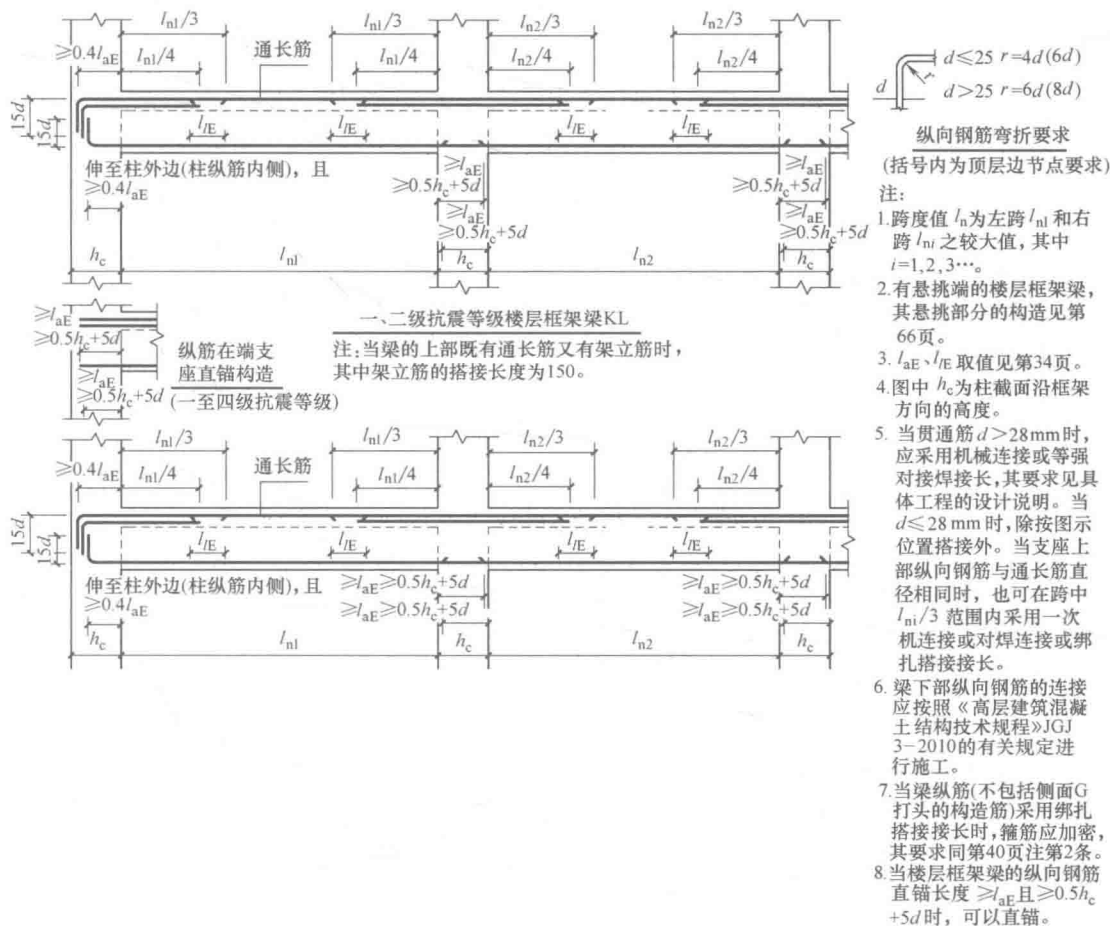 l_n1/3 l_n1/3 l_n2/3 l_n2/3
≥0.4l_aE l_n1/4 通长筋 l_n1/4 l_n2/4 l_n2/4
15d
15d
l_lE l_lE l_lE l_lE
伸至柱外边(柱纵筋内侧), 且
≥0.4l_aE
≥l_aE
≥0.5h_c+5d
≥l_aE
≥0.5h_c+5d
≥l_aE
≥0.5h_c+5d
≥l_aE
≥0.5h_c+5d
h_c l_n1 h_c l_n2 h_c
≥l_aE
≥0.5h_c+5d
≥l_aE
≥0.5h_c+5d
纵筋在端支
座直锚构造
(一至四级抗震等级)
一、二级抗震等级楼层框架梁KL
注:当梁的上部既有通长筋又有架立筋时,
其中架立筋的搭接长度为150。
l_n1/3 l_n1/3 l_n2/3 l_n2/3
≥0.4l_aE l_n1/4 通长筋 l_n1/4 l_n2/4 l_n2/4
15d
15d
l_lE l_lE l_lE l_lE
伸至柱外边(柱纵筋内侧), 且
≥0.4l_aE
≥l_aE≥0.5h_c+5d
≥l_aE≥0.5h_c+5d
≥l_aE≥0.5h_c+5d
≥l_aE≥0.5h_c+5d
h_c l_n1 h_c l_n2 h_c
d r
d≤25 r=4d(6d)
d>25 r=6d(8d)
纵向钢筋弯折要求
(括号内为顶层边节点要求)
注:
1.跨度值 l_n为左跨 l_nl 和右
跨 l_ni 之较大值, 其中
i=1,2,3…。
2.有悬挑端的楼层框架梁,
其悬挑部分的构造见第
66页。
3. l_aE、l_lE 取值见第34页。
4.图中 h_c为柱截面沿框架
方向的高度。
5. 当贯通筋d>28mm时,
应采用机械连接或等强
对接焊接长,其要求见具
体工程的设计说明。当
d≤28 mm时,除按图示
位置搭接外。当支座上
部纵向钢筋与通长筋直
径相同时, 也可在跨中
l_ni/3 范围内采用一次
机连接或对焊连接或绑
扎搭接接长。
6. 梁下部纵向钢筋的连接
应按照《高层建筑混凝
土结构技术规程》JGJ
3-2010的有关规定进
行施工。
7.当梁纵筋(不包括侧面G
打头的构造筋)采用绑扎
搭接接长时,箍筋应加密,
其要求同第40页注第2条。
8.当楼层框架梁的纵向钢筋
直锚长度 ≥l_aE且≥0.5h_c
+5d时, 可以直锚。